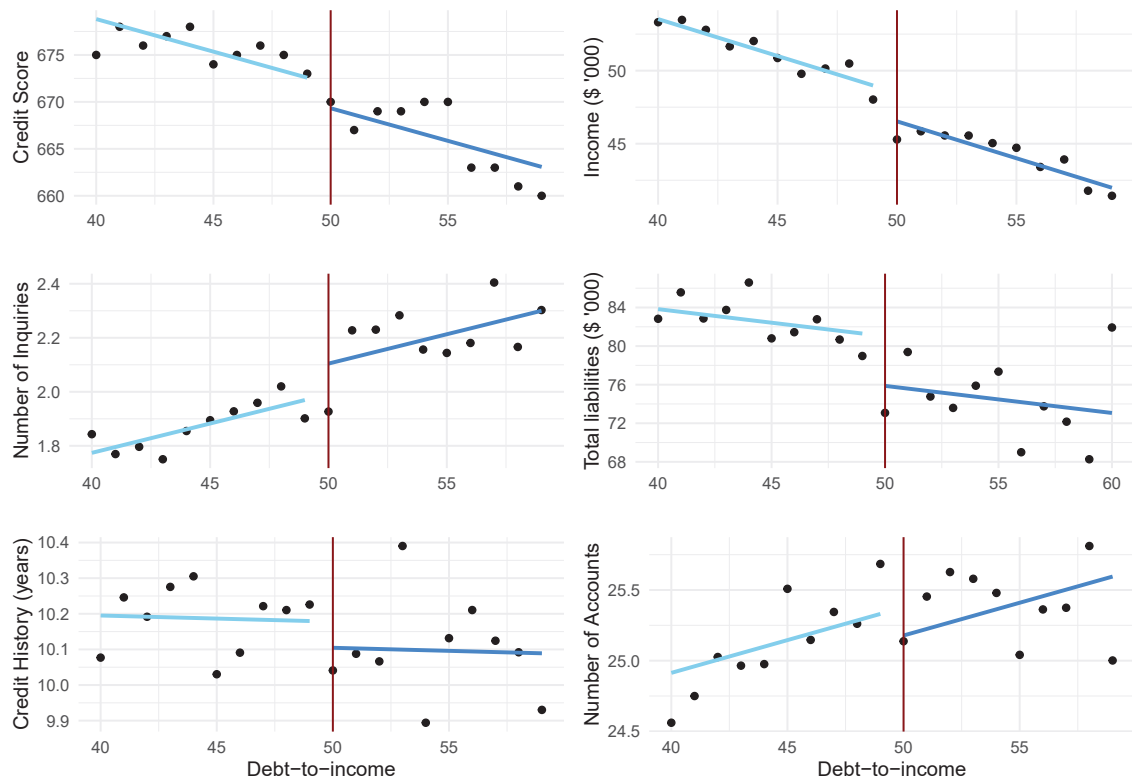 Credit Score
675
670
665
660
40 45 50 55
Income ($ '000)
50
45
40 45 50 55
Number of Inquiries
2.4
2.2
2.0
1.8
40 45 50 55
Total liabilities ($ '000)
84
80
76
72
68
40 45 50 55 60
Credit History (years)
10.4
10.3
10.2
10.1
10.0
9.9
40 45 50 55
Debt−to−income
Number of Accounts
25.5
25.0
24.5
40 45 50 55
Debt−to−income